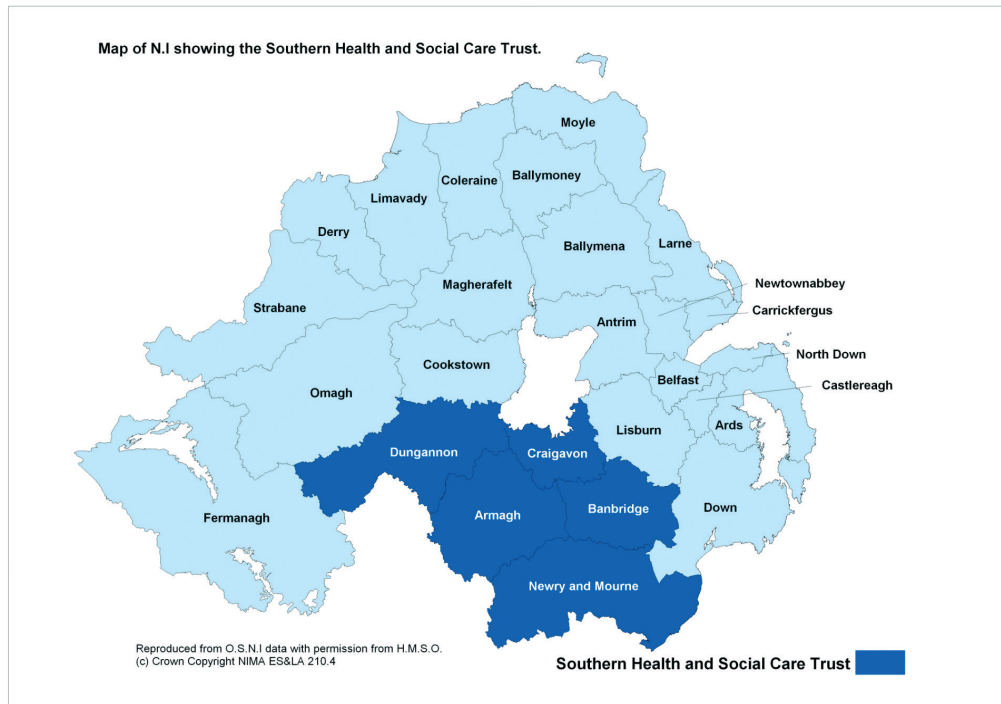 Map of N.I showing the Southern Health and Social Care Trust.
Moyle
Coleraine
Ballymoney
Limavady
Derry
Ballymena
Larne
Magherafelt
Newtownabbey
Strabane
Carrickfergus
Antrim
North Down
Cookstown
Belfast
Castlereagh
Omagh
Ards
Lisburn
Dungannon
Craigavon
Down
Banbridge
Armagh
Fermanagh
Newry and Mourne
Reproduced from O.S.N.I data with permission from H.M.S.O.
(c) Crown Copyright NIMA ES&LA 210.4
Southern Health and Social Care Trust